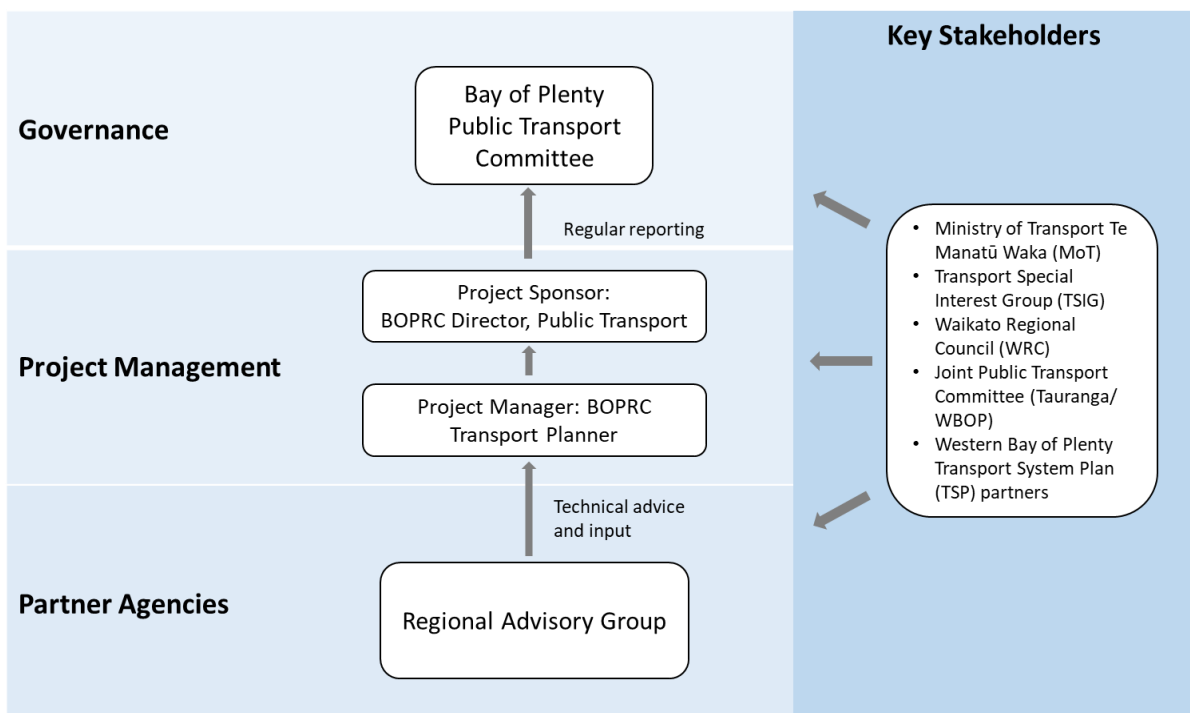 Key Stakeholders
Governance
Bay of Plenty
Public Transport
Committee
Regular reporting
Project Management
Project Sponsor:
BOPRC Director, Public Transport
Project Manager: BOPRC
Transport Planner
Technical advice
and input
Partner Agencies
Regional Advisory Group
• Ministry of Transport Te
Manatū Waka (MoT)
• Transport Special
Interest Group (TSIG)
• Waikato Regional
Council (WRC)
• Joint Public Transport
Committee (Tauranga/
WBOP)
• Western Bay of Plenty
Transport System Plan
(TSP) partners